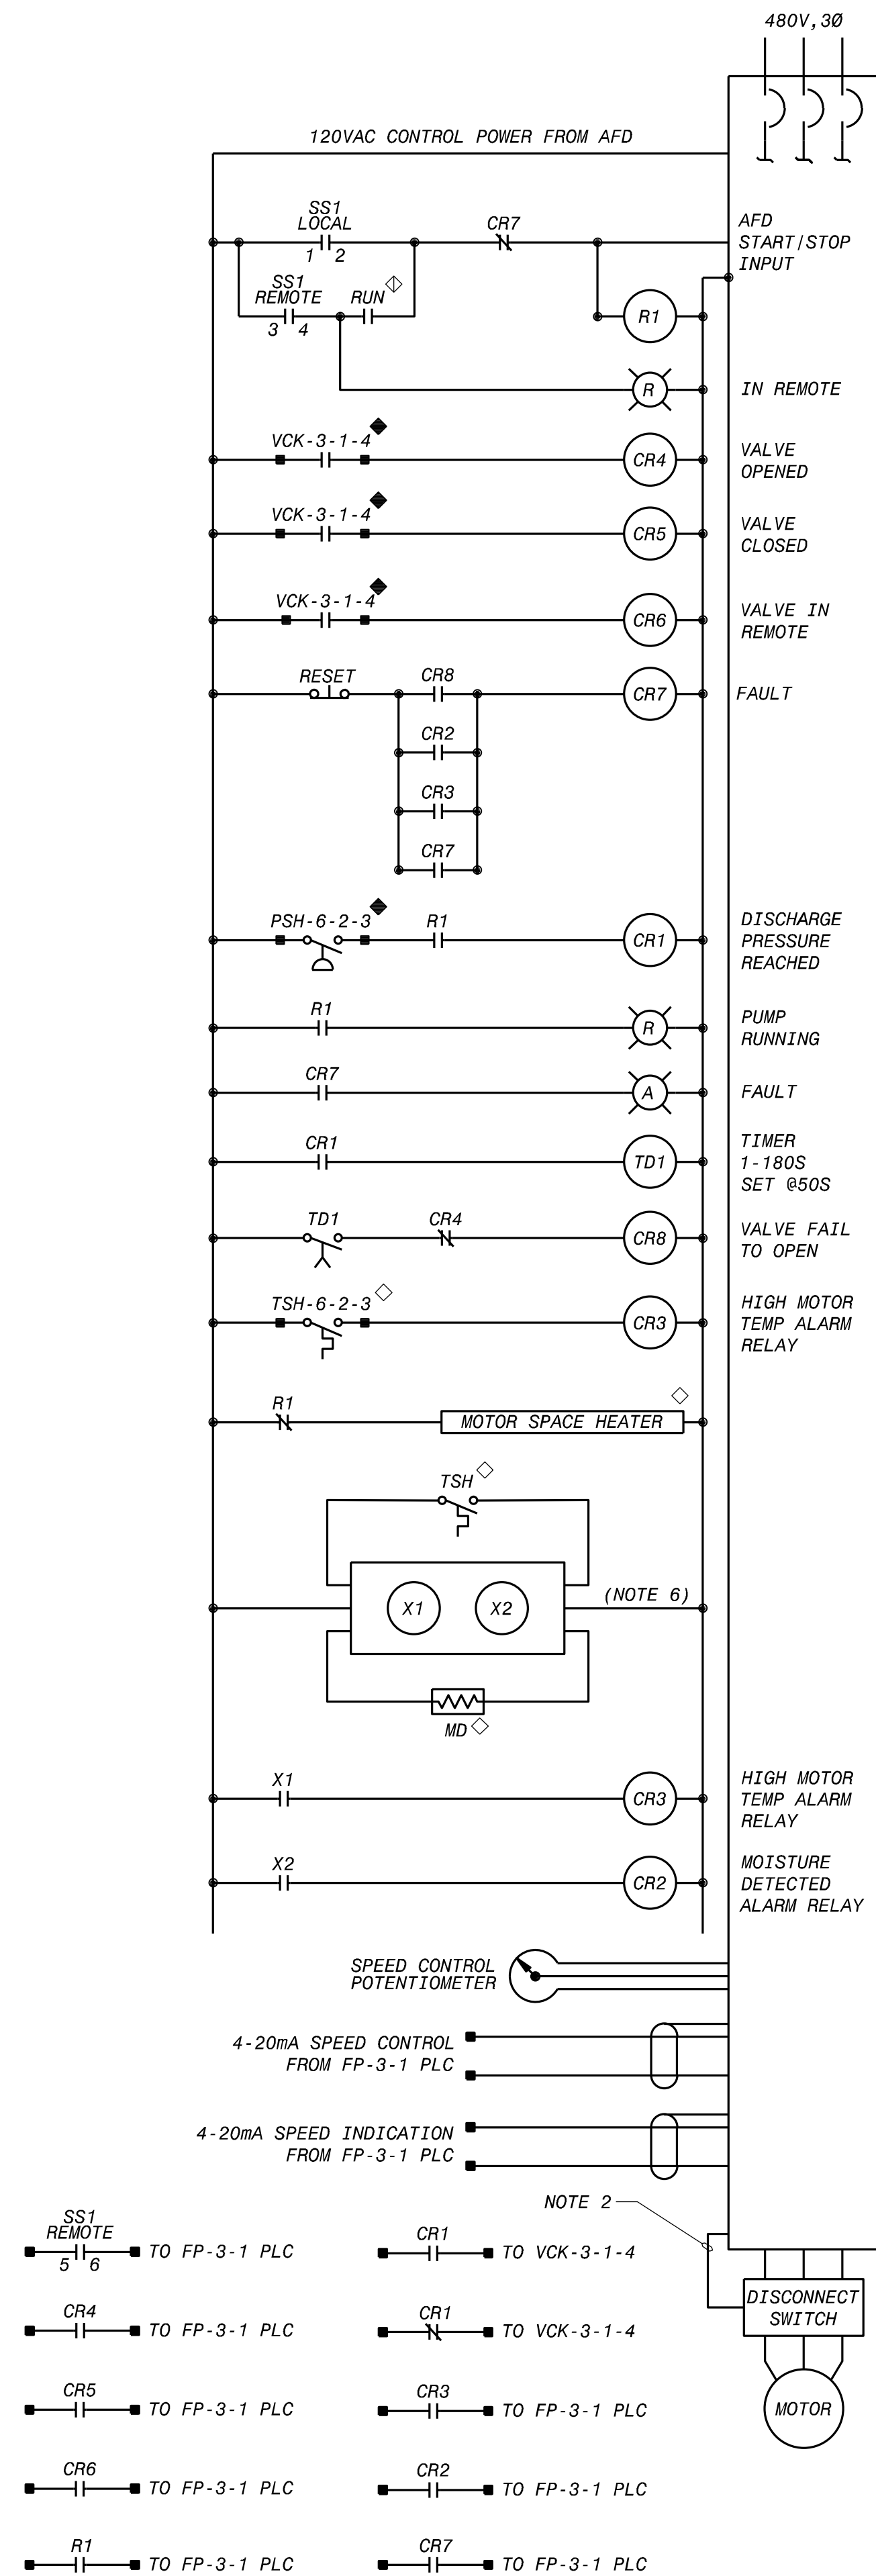 480V,3Ø
120VAC CONTROL POWER FROM AFD
SS1
LOCAL
1 2
CR7
AFD
START/STOP
INPUT
SS1
REMOTE
3 4
RUN
R1
R
IN REMOTE
VCK-3-1-4
CR4
VALVE
OPENED
VCK-3-1-4
CR5
VALVE
CLOSED
VCK-3-1-4
CR6
VALVE IN
REMOTE
RESET
CR8
CR7
FAULT
CR2
CR3
CR7
PSH-6-2-3
R1
CR1
DISCHARGE
PRESSURE
REACHED
R1
R
PUMP
RUNNING
CR7
A
FAULT
CR1
TD1
TIMER
1-180S
SET @50S
TD1
CR4
CR8
VALVE FAIL
TO OPEN
TSH-6-2-3
CR3
HIGH MOTOR
TEMP ALARM
RELAY
R1
MOTOR SPACE HEATER
TSH
X1
X2
(NOTE 6)
MD
X1
CR3
HIGH MOTOR
TEMP ALARM
RELAY
X2
CR2
MOISTURE
DETECTED
ALARM RELAY
SPEED CONTROL
POTENTIOMETER
4-20mA SPEED CONTROL
FROM FP-3-1 PLC
4-20mA SPEED INDICATION
FROM FP-3-1 PLC
NOTE 2
DISCONNECT
SWITCH
MOTOR
SS1
REMOTE
5 6
TO FP-3-1 PLC
CR1
TO VCK-3-1-4
CR4
TO FP-3-1 PLC
CR1
TO VCK-3-1-4
CR5
TO FP-3-1 PLC
CR3
TO FP-3-1 PLC
CR6
TO FP-3-1 PLC
CR2
TO FP-3-1 PLC
R1
TO FP-3-1 PLC
CR7
TO FP-3-1 PLC